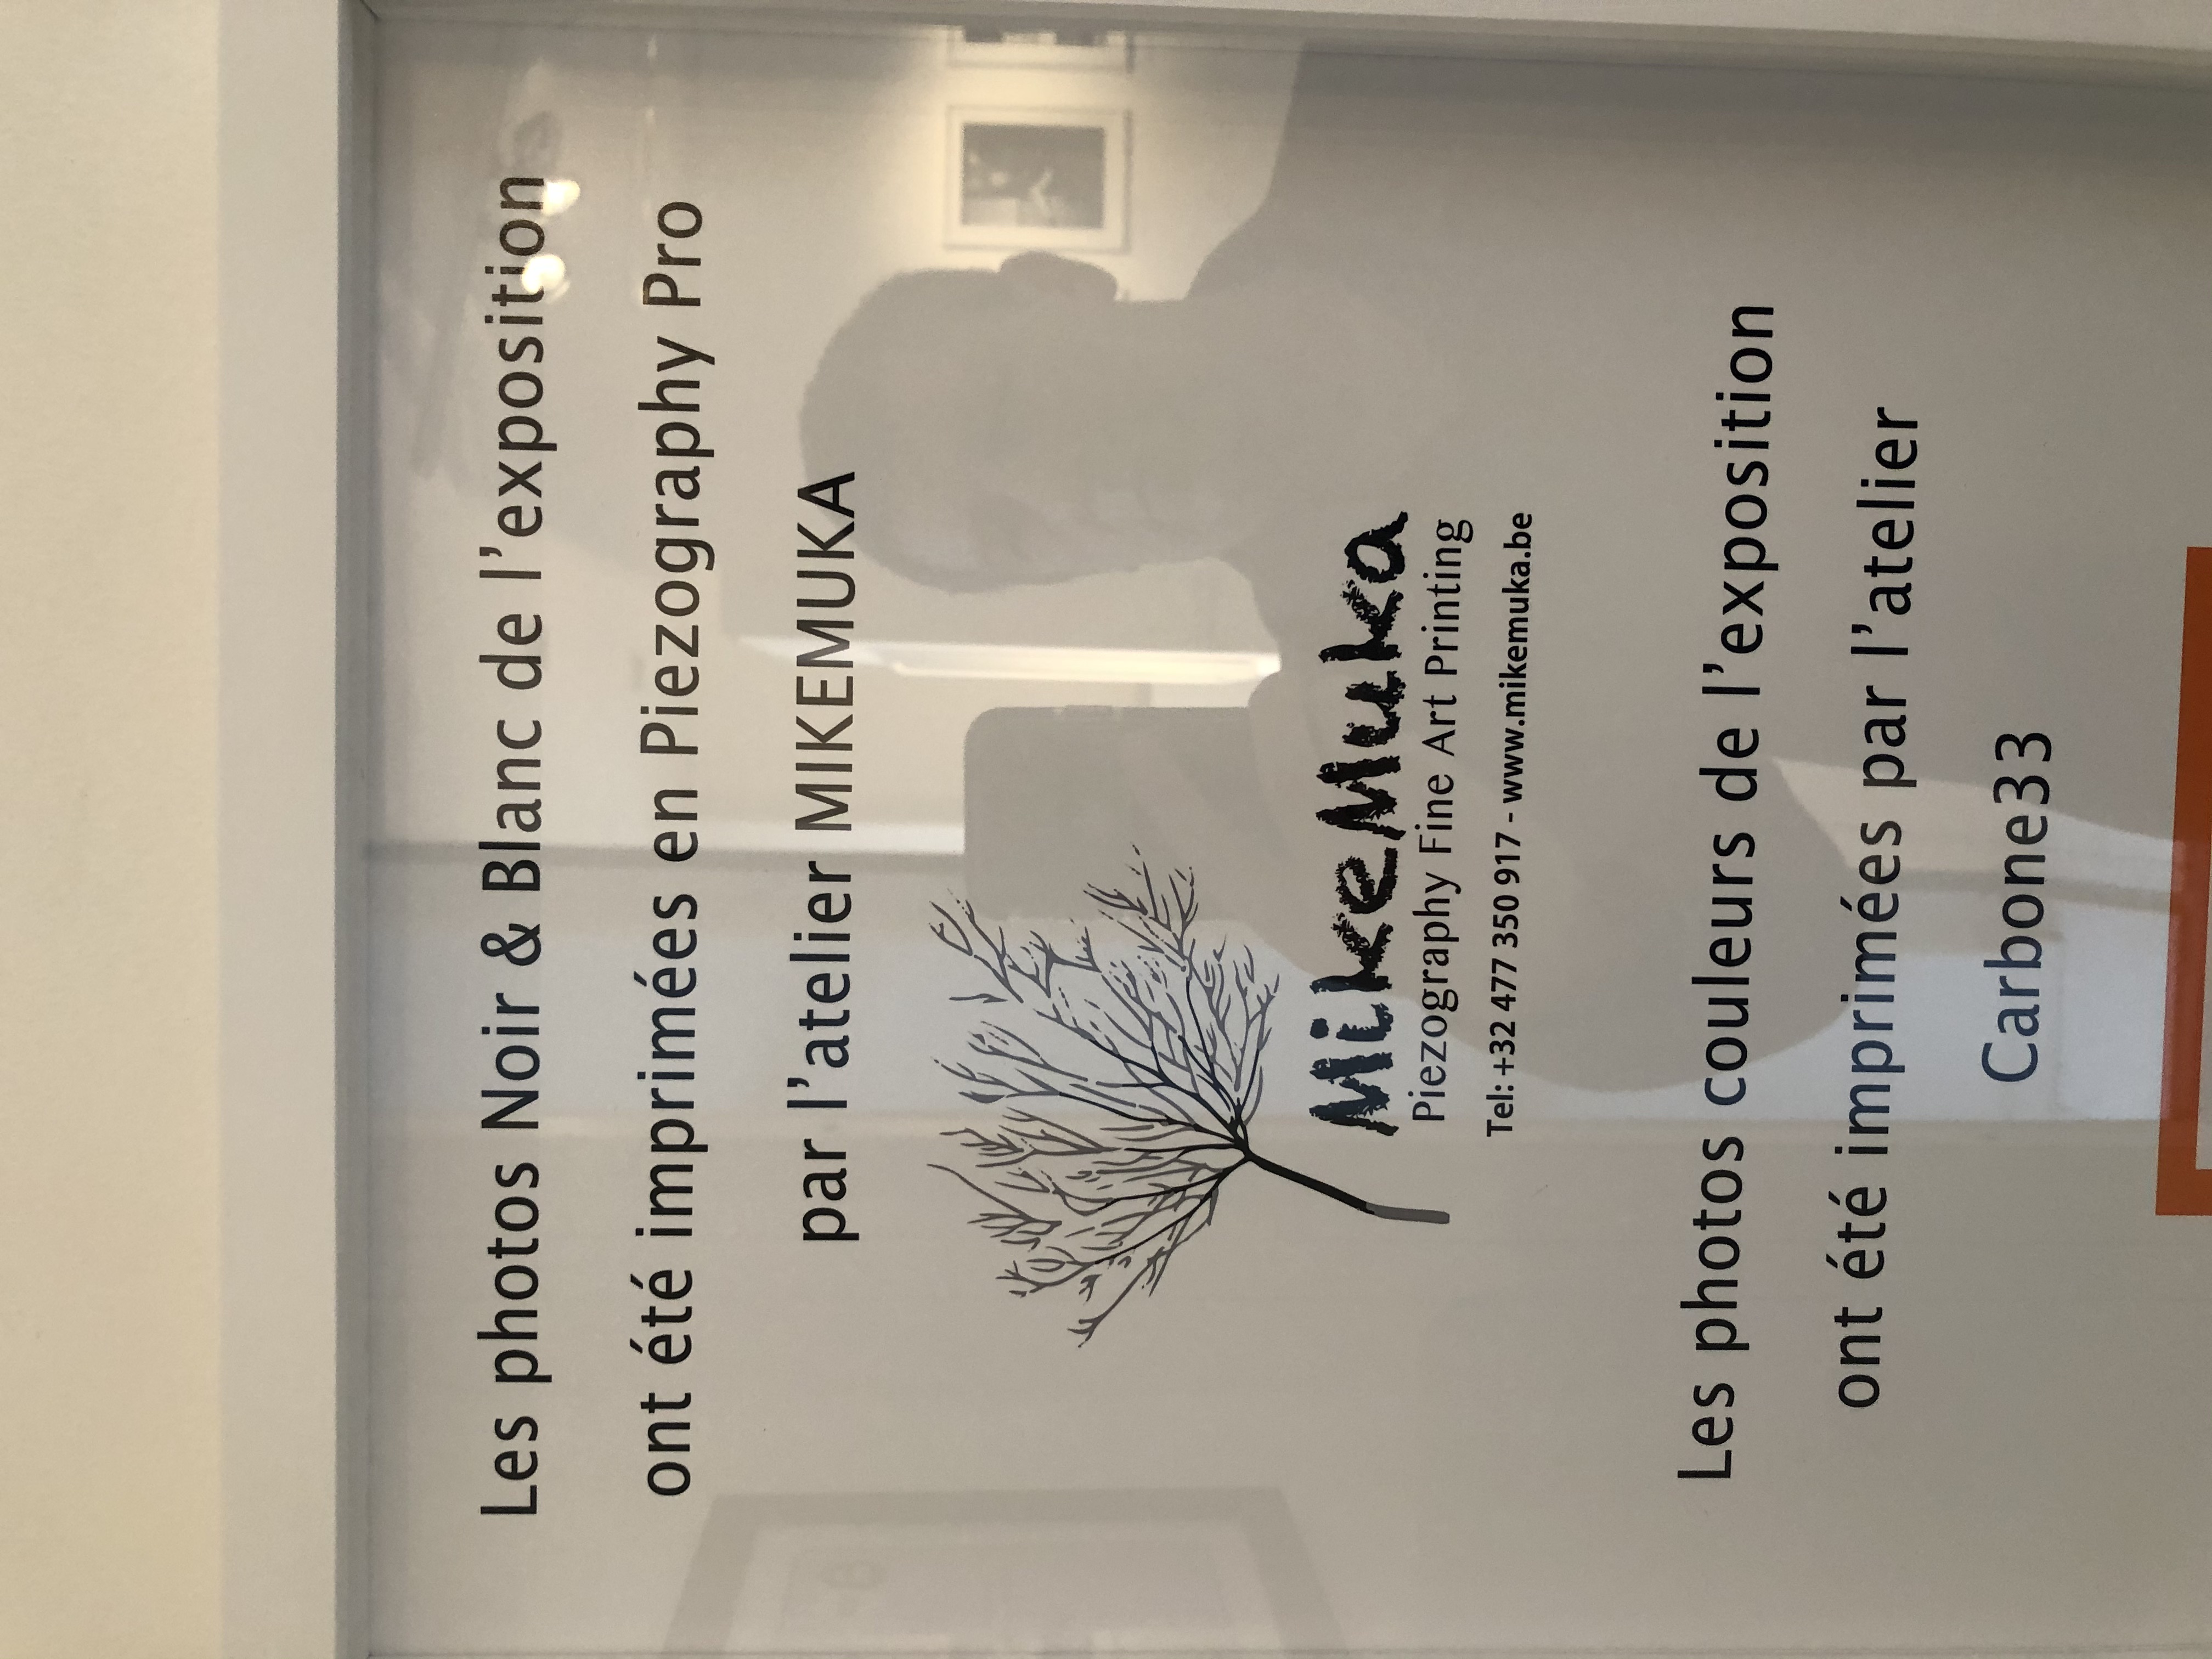 Les photos Noir & Blanc de l’exposition
ont été imprimées en Piezography Pro
par l’atelier MIKEMUKA
MikeMuka
Piezography Fine Art Printing
Tel: +32 477 350 917 - www.mikemuka.be
Les photos couleurs de l’exposition
ont été imprimées par l’atelier
Carbone33